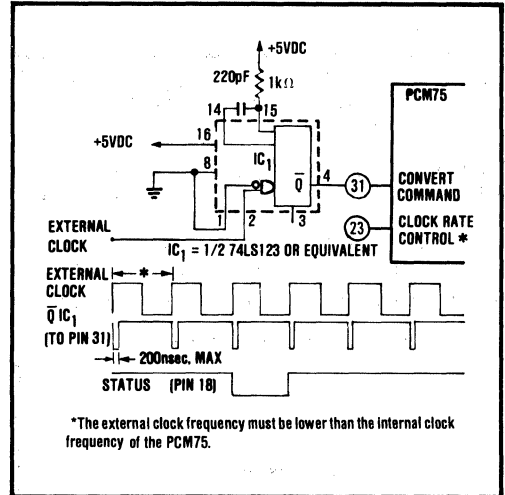 +5VDC
220pF
1kΩ
14
15
PCM75
+5VDC
16
IC1
8
Q̅
4
31
CONVERT
COMMAND
1
2
3
23
CLOCK RATE
CONTROL *
EXTERNAL
CLOCK
IC1 = 1/2 74LS123 OR EQUIVALENT
EXTERNAL
CLOCK
*
Q̅ IC1
(TO PIN 31)
200nsec, MAX
STATUS (PIN 18)
*The external clock frequency must be lower than the internal clock
frequency of the PCM75.